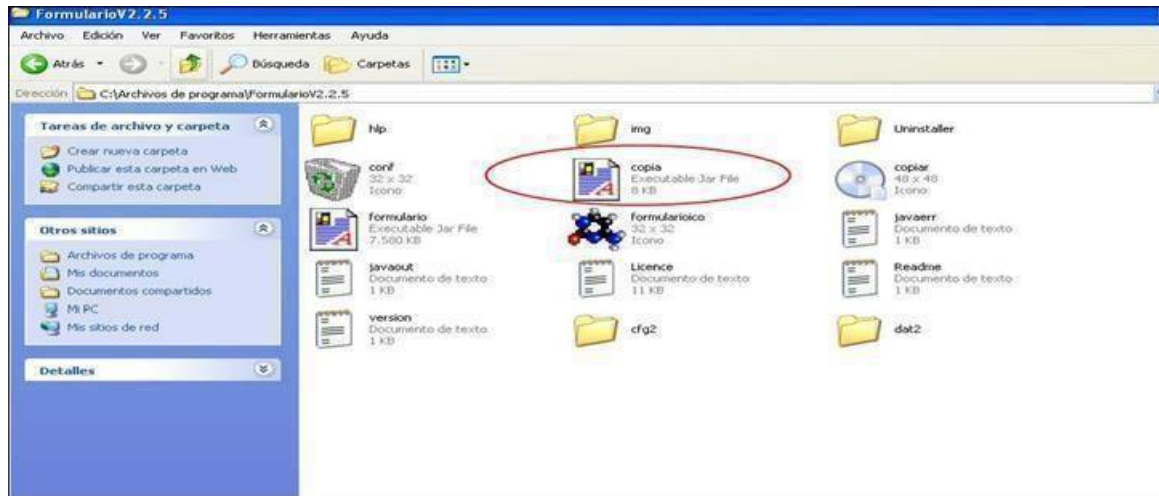 FormularioV2.2.5
Archivo Edición Ver Favoritos Herramientas Ayuda
Atrás Búsqueda Carpetas
Dirección C:\Archivos de programa\FormularioV2.2.5
Tareas de archivo y carpeta
Crear nueva carpeta
Publicar esta carpeta en Web
Compartir esta carpeta
Otros sitios
Archivos de programa
Mis documentos
Documentos compartidos
Mi PC
Mis sitios de red
Detalles
hlp
img
Uninstaller
conf
32 x 32
Icono
copia
Executable Jar File
8 KB
copiar
48 x 48
Icono
formulario
Executable Jar File
7.580 KB
formularioico
32 x 32
Icono
javaerr
Documento de texto
1 KB
javaout
Documento de texto
1 KB
Licence
Documento de texto
11 KB
Readme
Documento de texto
1 KB
version
Documento de texto
1 KB
cfg2
dat2